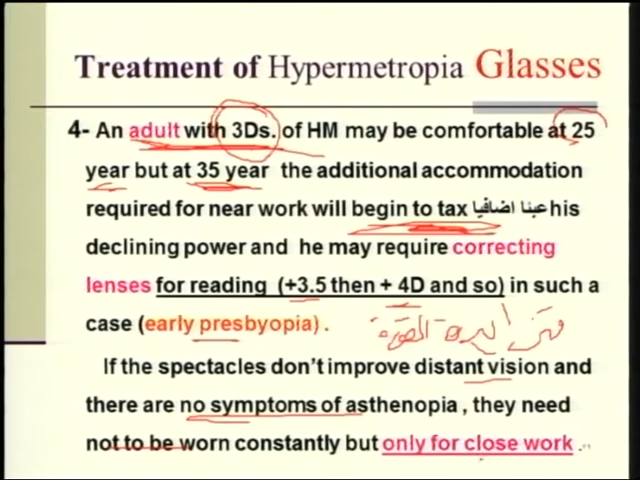 Treatment of Hypermetropia Glasses
4- An adult with 3Ds. of HM may be comfortable at 25
year but at 35 year the additional accommodation
required for near work will begin to tax عبئا اضافيا his
declining power and he may require correcting
lenses for reading (+3.5 then + 4D and so) in such a
case (early presbyopia) .
If the spectacles don't improve distant vision and
there are no symptoms of asthenopia , they need
not to be worn constantly but only for close work .